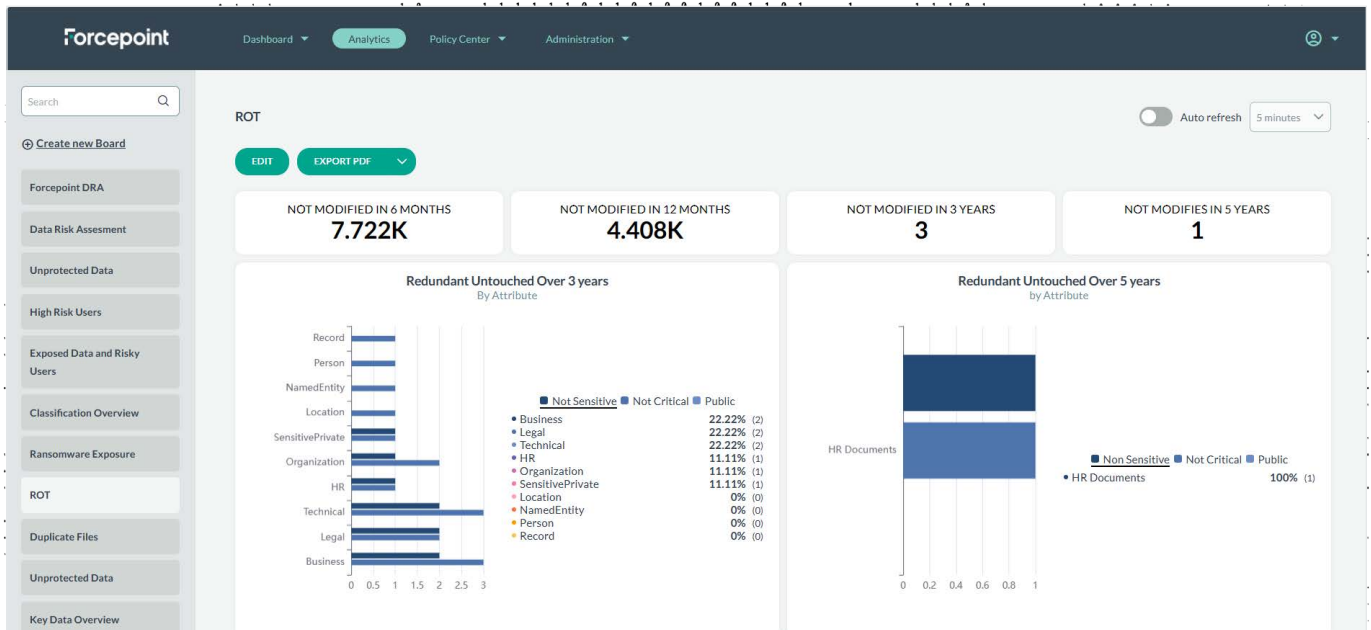 Forcepoint
Dashboard
Analytics
Policy Center
Administration
Search
Create new Board
Forcepoint DRA
Data Risk Assesment
Unprotected Data
High Risk Users
Exposed Data and Risky
Users
Classification Overview
Ransomware Exposure
ROT
Duplicate Files
Unprotected Data
Key Data Overview
ROT
Auto refresh
5 minutes
EDIT
EXPORT PDF
NOT MODIFIED IN 6 MONTHS
7.722K
NOT MODIFIED IN 12 MONTHS
4.408K
NOT MODIFIED IN 3 YEARS
3
NOT MODIFIES IN 5 YEARS
1
Redundant Untouched Over 3 years
By Attribute
Record
Person
NamedEntity
Location
SensitivePrivate
Organization
HR
Technical
Legal
Business
0 0.5 1 1.5 2 2.5 3
Not Sensitive Not Critical Public
Business 22.22% (2)
Legal 22.22% (2)
Technical 22.22% (2)
HR 11.11% (1)
Organization 11.11% (1)
SensitivePrivate 11.11% (1)
Location 0% (0)
NamedEntity 0% (0)
Person 0% (0)
Record 0% (0)
Redundant Untouched Over 5 years
by Attribute
HR Documents
0 0.2 0.4 0.6 0.8 1
Non Sensitive Not Critical Public
HR Documents 100% (1)